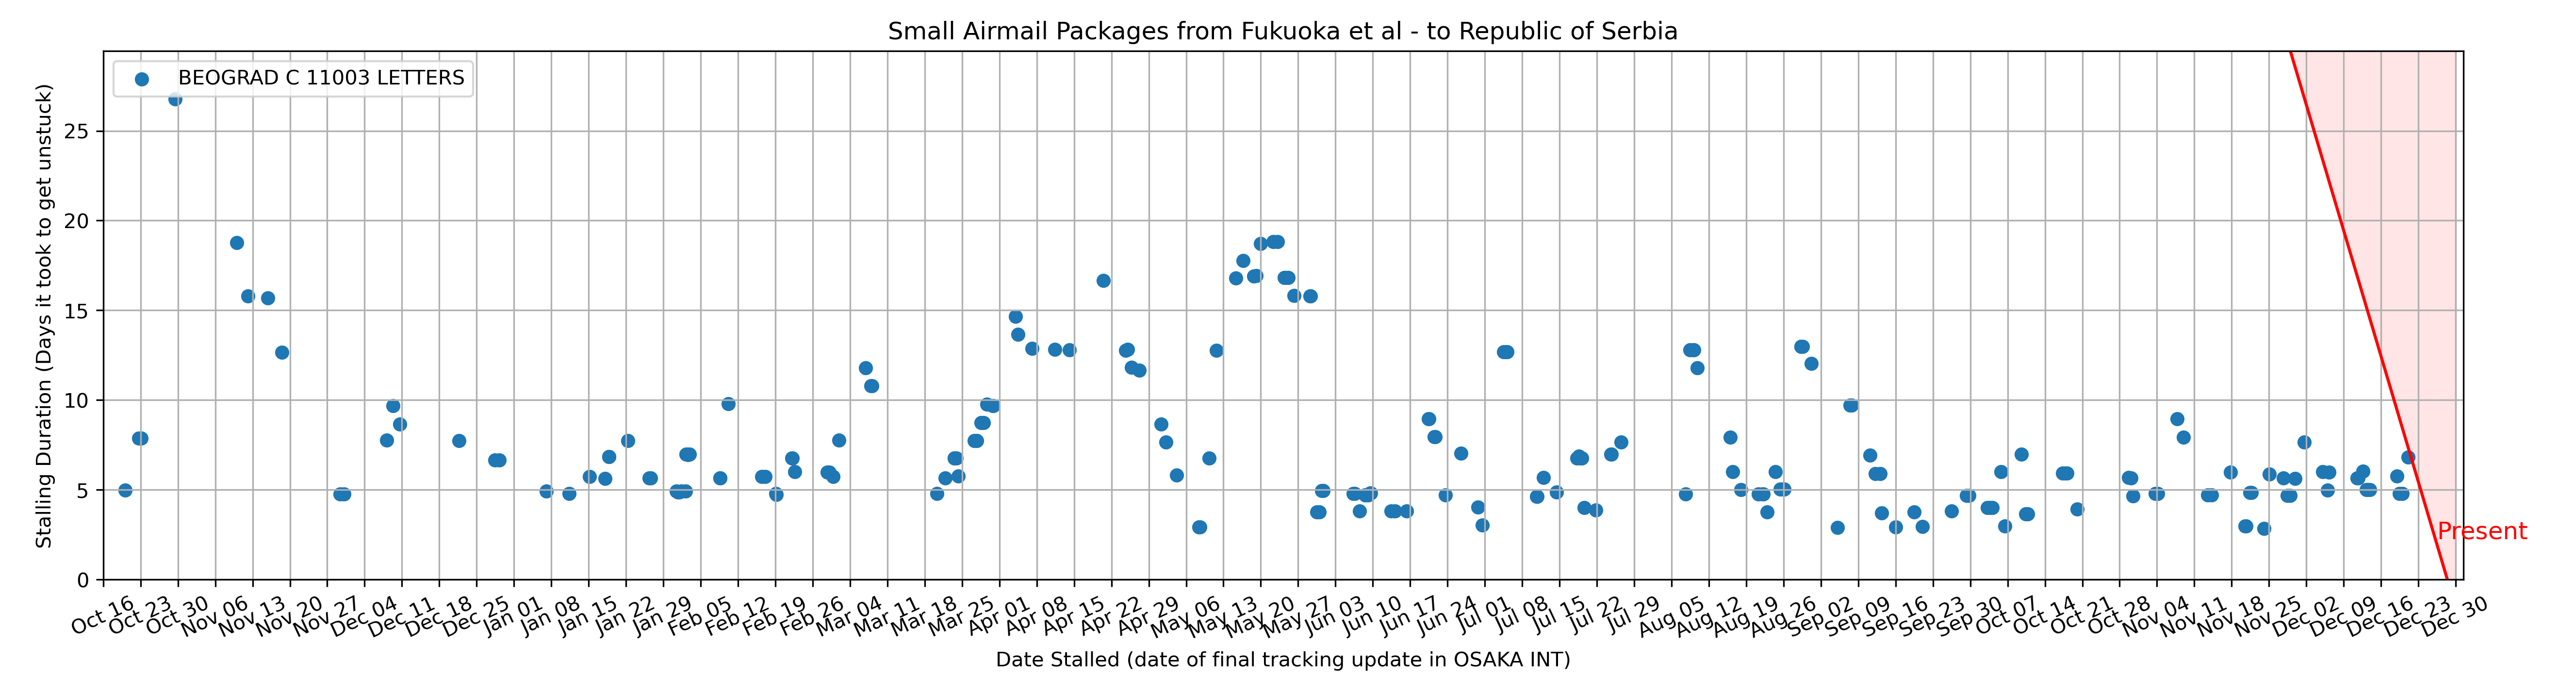 Small Airmail Packages from Fukuoka et al - to Republic of Serbia
BEOGRAD C 11003 LETTERS
Stalling Duration (Days it took to get unstuck)
25
20
15
10
5
0
Present
Oct 16
Oct 23
Oct 30
Nov 06
Nov 13
Nov 20
Nov 27
Dec 04
Dec 11
Dec 18
Dec 25
Jan 01
Jan 08
Jan 15
Jan 22
Jan 29
Feb 05
Feb 12
Feb 19
Feb 26
Mar 04
Mar 11
Mar 18
Mar 25
Apr 01
Apr 08
Apr 15
Apr 22
Apr 29
May 06
May 13
May 20
May 27
Jun 03
Jun 10
Jun 17
Jun 24
Jul 01
Jul 08
Jul 15
Jul 22
Jul 29
Aug 05
Aug 12
Aug 19
Aug 26
Sep 02
Sep 09
Sep 16
Sep 23
Sep 30
Oct 07
Oct 14
Oct 21
Oct 28
Nov 04
Nov 11
Nov 18
Nov 25
Dec 02
Dec 09
Dec 16
Dec 23
Dec 30
Date Stalled (date of final tracking update in OSAKA INT)